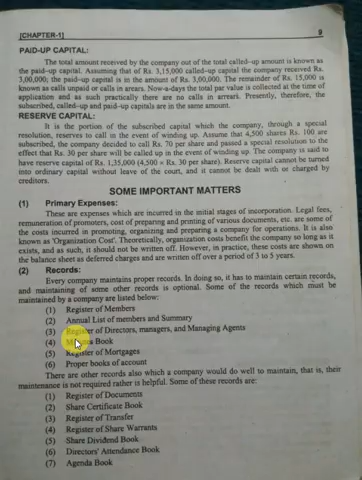 [CHAPTER-1] 9
PAID-UP CAPITAL:
The total amount received by the company out of the total called-up amount is known as
the paid-up capital. Assuming that of Rs. 3,15,000 called-up capital the company received Rs.
3,00,000; the paid-up capital is in the amount of Rs. 3,00,000. The remainder of Rs. 15,000 is
known as calls unpaid or calls in arrears. Now-a-days the total par value is collected at the time of
application and as such practically there are no calls in arrears. Presently, therefore, the
subscribed, called-up and paid-up capitals are in the same amount.
RESERVE CAPITAL:
It is the portion of the subscribed capital which the company, through a special
resolution, reserves to call in the event of winding up. Assume that 4,500 shares Rs. 100 are
subscribed, the company decided to call Rs. 70 per share and passed a special resolution to the
effect that Rs. 30 per share will be called up in the event of winding up. The company is said to
have reserve capital of Rs. 1,35,000 (4,500 × Rs. 30 per share). Reserve capital cannot be turned
into ordinary capital without leave of the court, and it cannot be dealt with or charged by
creditors.
SOME IMPORTANT MATTERS
(1) Primary Expenses:
These are expenses which are incurred in the initial stages of incorporation. Legal fees,
remuneration of promoters, cost of preparing and printing of various documents, etc. are some of
the costs incurred in promoting, organizing and preparing a company for operations. It is also
known as 'Organization Cost'. Theoretically, organization costs benefit the company so long as it
exists, and as such, it should not be written off. However, in practice, these costs are shown on
the balance sheet as deferred charges and are written off over a period of 3 to 5 years.
(2) Records:
Every company maintains proper records. In doing so, it has to maintain certain records,
and maintaining of some other records is optional. Some of the records which must be
maintained by a company are listed below:
(1) Register of Members
(2) Annual List of members and Summary
(3) Register of Directors, managers, and Managing Agents
(4) Minutes Book
(5) Register of Mortgages
(6) Proper books of account
There are other records also which a company would do well to maintain, that is, their
maintenance is not required rather is helpful. Some of these records are:
(1) Register of Documents
(2) Share Certificate Book
(3) Register of Transfer
(4) Register of Share Warrants
(5) Share Dividend Book
(6) Directors' Attendance Book
(7) Agenda Book